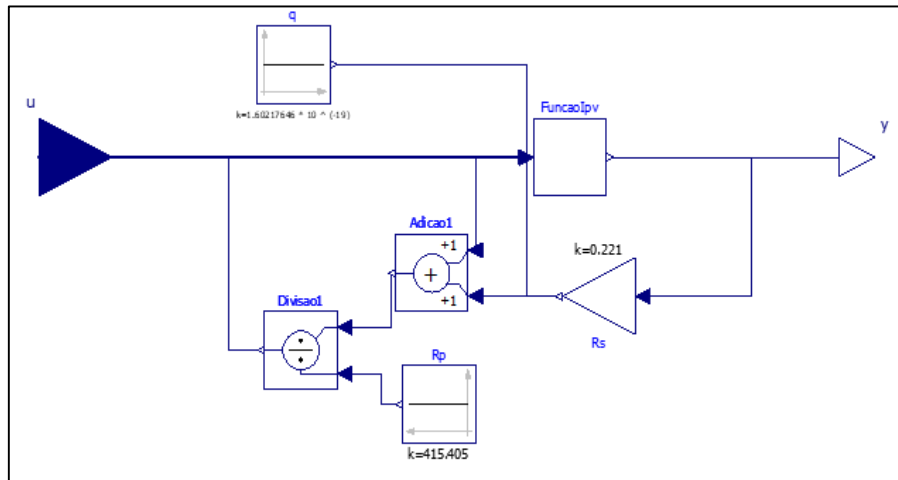 q
k=1.60217646 * 10 ^ (-19)
u
FuncaoIpv
y
Adicao1
+1
+
+1
k=0.221
Rs
Divisao1
Rp
k=415.405